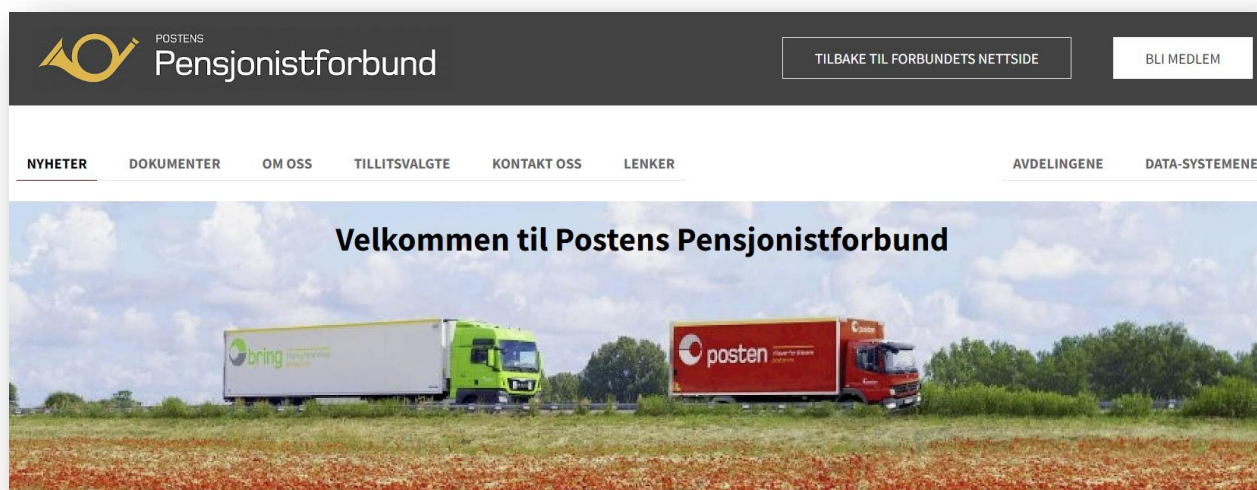 POSTENS
Pensjonistforbund
TILBAKE TIL FORBUNDETS NETTSIDE
BLI MEDLEM
NYHETER
DOKUMENTER
OM OSS
TILLITSVALGTE
KONTAKT OSS
LENKER
AVDELINGENE
DATA-SYSTEMENE
Velkommen til Postens Pensjonistforbund
bring
posten